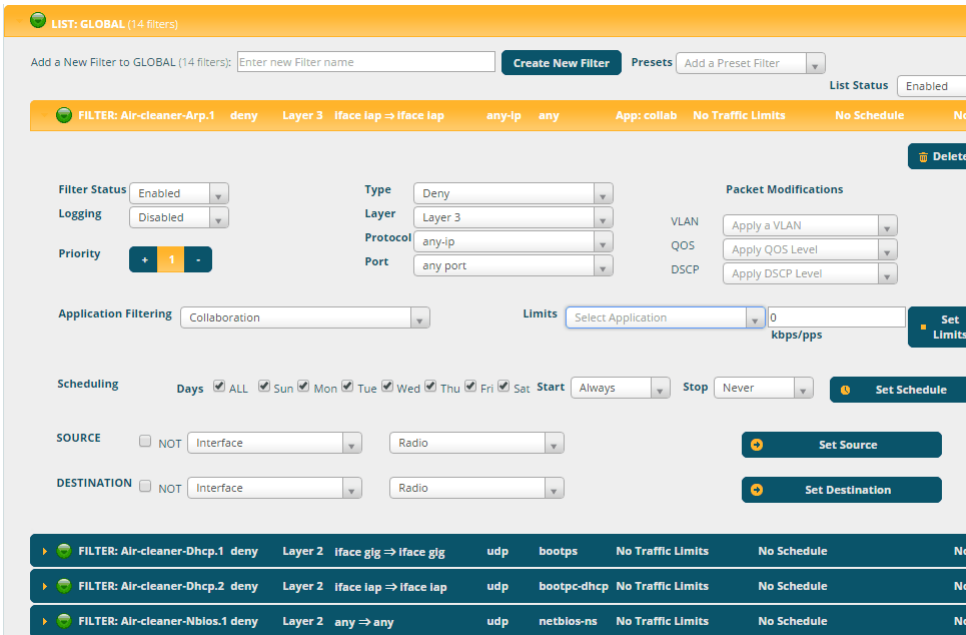 LIST: GLOBAL (14 filters)
Add a New Filter to GLOBAL (14 filters): Enter new Filter name Create New Filter Presets Add a Preset Filter
List Status Enabled
FILTER: Air-cleaner-Arp.1 deny Layer 3 iface iap ⇒ iface iap any-ip any App: collab No Traffic Limits No Schedule No
Delete
Filter Status Enabled Type Deny Packet Modifications
Logging Disabled Layer Layer 3 VLAN Apply a VLAN
Protocol any-ip QOS Apply QOS Level
Priority + 1 - Port any port DSCP Apply DSCP Level
Application Filtering Collaboration Limits Select Application 0 kbps/pps Set Limits
Scheduling Days ALL Sun Mon Tue Wed Thu Fri Sat Start Always Stop Never Set Schedule
SOURCE NOT Interface Radio Set Source
DESTINATION NOT Interface Radio Set Destination
FILTER: Air-cleaner-Dhcp.1 deny Layer 2 iface gig ⇒ iface gig udp bootps No Traffic Limits No Schedule No
FILTER: Air-cleaner-Dhcp.2 deny Layer 2 iface iap ⇒ iface iap udp bootpc-dhcp No Traffic Limits No Schedule No
FILTER: Air-cleaner-Nbios.1 deny Layer 2 any ⇒ any udp netbios-ns No Traffic Limits No Schedule No